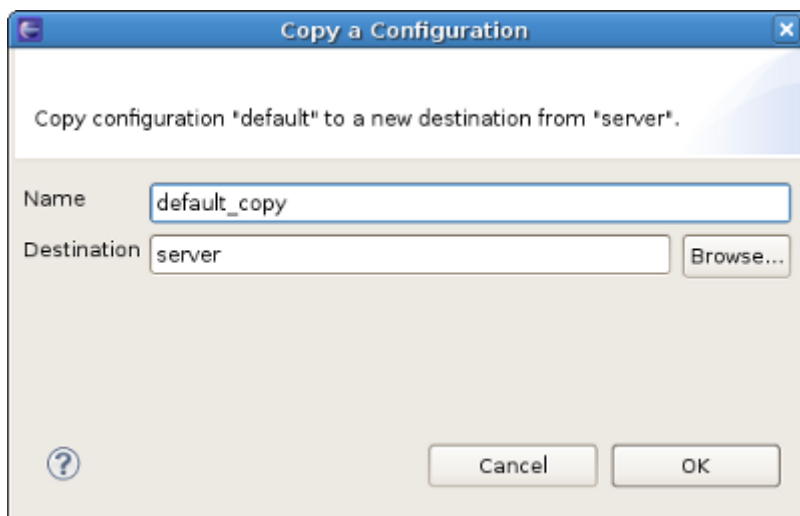 Copy a Configuration
Copy configuration "default" to a new destination from "server".
Name default_copy
Destination server Browse...
? Cancel OK